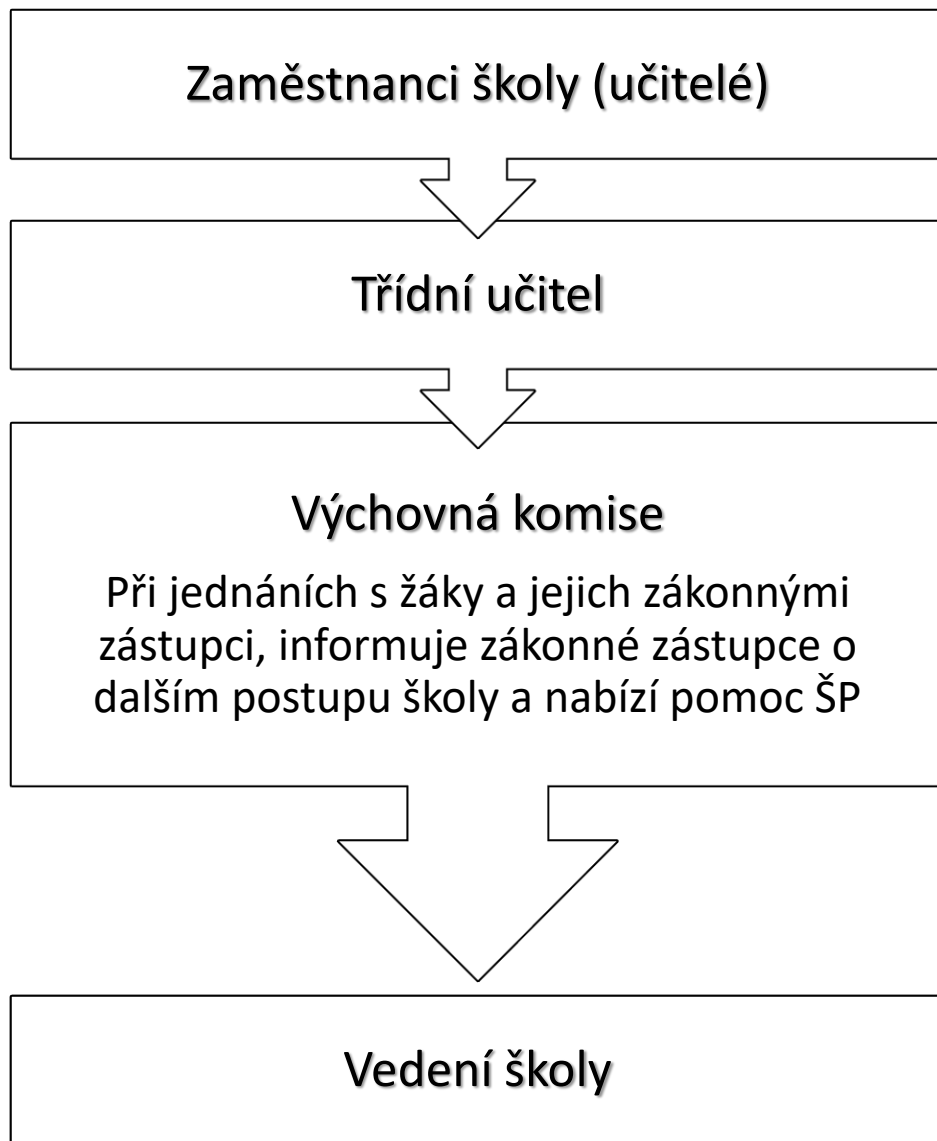 Zaměstnanci školy (učitelé)
Třídní učitel
Výchovná komise
Při jednáních s žáky a jejich zákonnými
zástupci, informuje zákonné zástupce o
dalším postupu školy a nabízí pomoc ŠP
Vedení školy